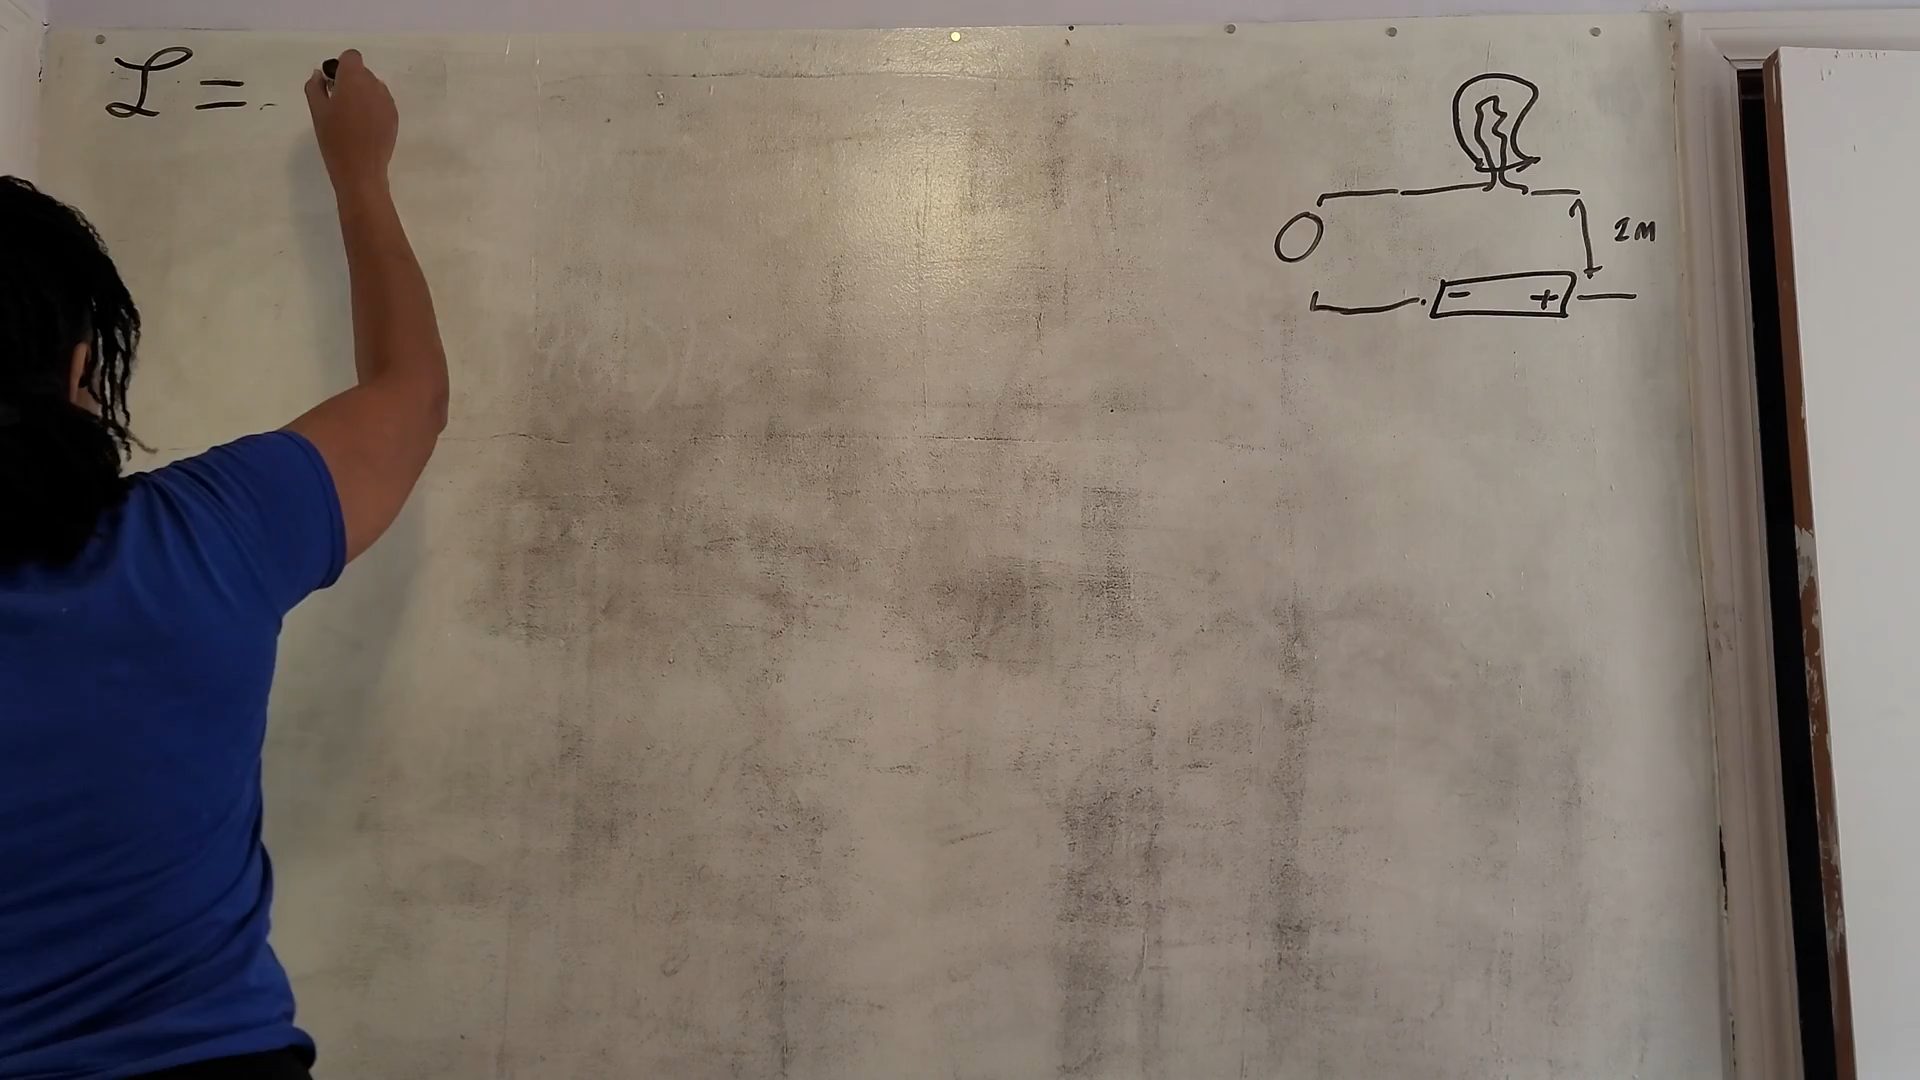 ℒ = -
2m
- +